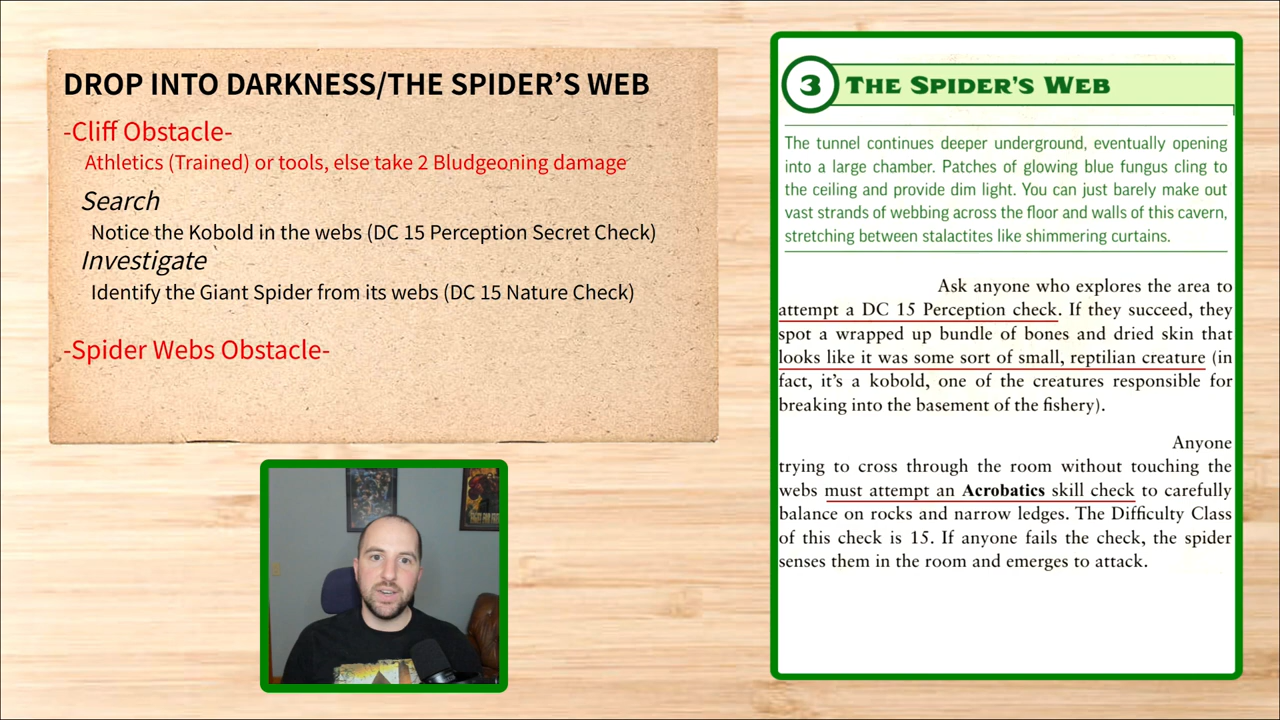 DROP INTO DARKNESS/THE SPIDER'S WEB
-Cliff Obstacle-
Athletics (Trained) or tools, else take 2 Bludgeoning damage
Search
Notice the Kobold in the webs (DC 15 Perception Secret Check)
Investigate
Identify the Giant Spider from its webs (DC 15 Nature Check)
-Spider Webs Obstacle-
3 THE SPIDER'S WEB
The tunnel continues deeper underground, eventually opening
into a large chamber. Patches of glowing blue fungus cling to
the ceiling and provide dim light. You can just barely make out
vast strands of webbing across the floor and walls of this cavern,
stretching between stalactites like shimmering curtains.
Ask anyone who explores the area to
attempt a DC 15 Perception check. If they succeed, they
spot a wrapped up bundle of bones and dried skin that
looks like it was some sort of small, reptilian creature (in
fact, it's a kobold, one of the creatures responsible for
breaking into the basement of the fishery).
Anyone
trying to cross through the room without touching the
webs must attempt an Acrobatics skill check to carefully
balance on rocks and narrow ledges. The Difficulty Class
of this check is 15. If anyone fails the check, the spider
senses them in the room and emerges to attack.